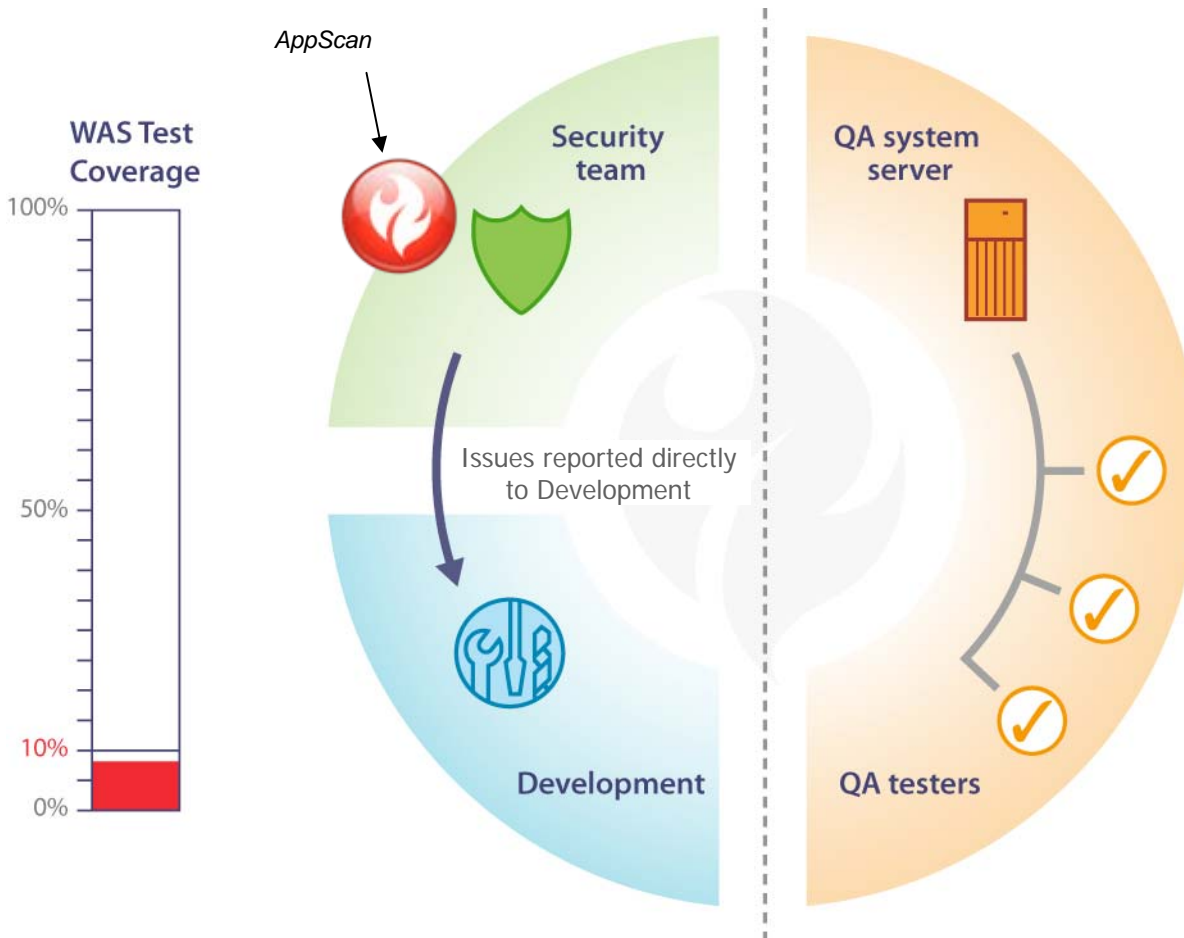 AppScan
WAS Test
Coverage
100%
50%
10%
0%
Security
team
Issues reported directly
to Development
Development
QA system
server
QA testers